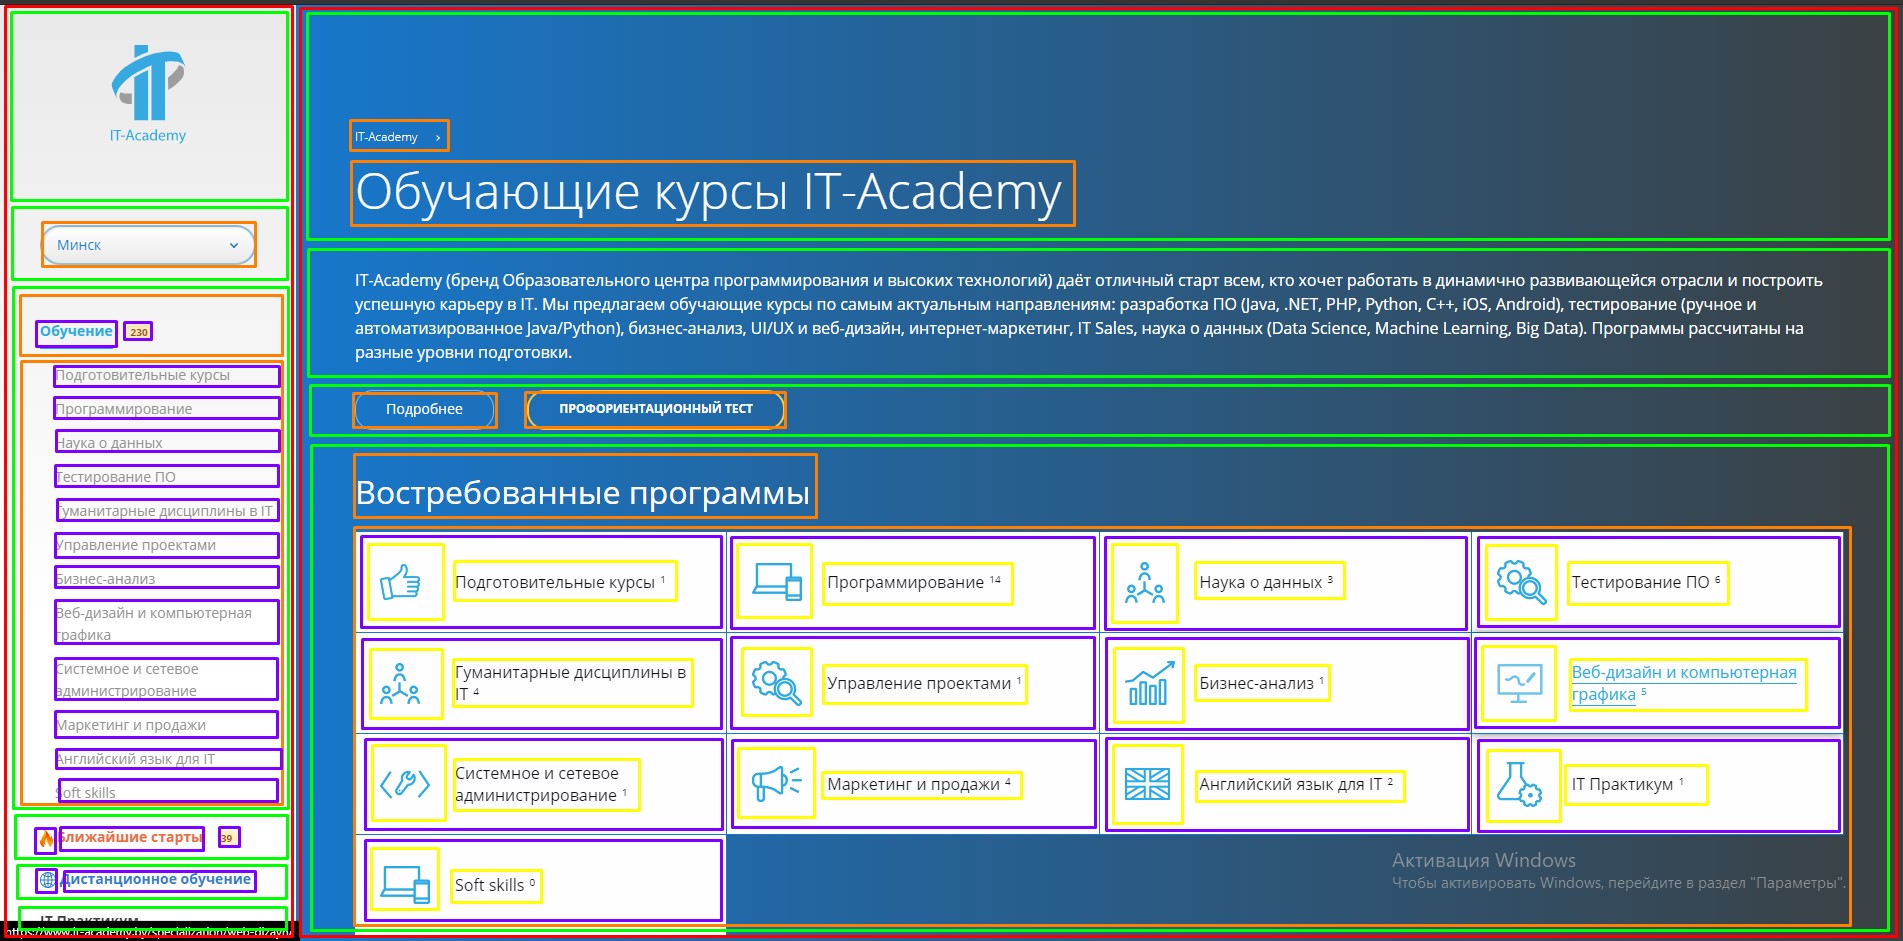 IT-Academy
Минск
Обучение 230
Подготовительные курсы
Программирование
Наука о данных
Тестирование ПО
Гуманитарные дисциплины в IT
Управление проектами
Бизнес-анализ
Веб-дизайн и компьютерная
графика
Системное и сетевое
администрирование
Маркетинг и продажи
Английский язык для IT
Soft skills
Ближайшие старты 39
Дистанционное обучение
IT Практикум
https://www.it-academy.by/specialization/web-dizayn/
IT-Academy ›
Обучающие курсы IT-Academy
IT-Academy (бренд Образовательного центра программирования и высоких технологий) даёт отличный старт всем, кто хочет работать в динамично развивающейся отрасли и построить
успешную карьеру в IT. Мы предлагаем обучающие курсы по самым актуальным направлениям: разработка ПО (Java, .NET, PHP, Python, C++, iOS, Android), тестирование (ручное и
автоматизированное Java/Python), бизнес-анализ, UI/UX и веб-дизайн, интернет-маркетинг, IT Sales, наука о данных (Data Science, Machine Learning, Big Data). Программы рассчитаны на
разные уровни подготовки.
Подробнее
ПРОФОРИЕНТАЦИОННЫЙ ТЕСТ
Востребованные программы
Подготовительные курсы 1
Программирование 14
Наука о данных 3
Тестирование ПО 6
Гуманитарные дисциплины в
IT 4
Управление проектами 1
Бизнес-анализ 1
Веб-дизайн и компьютерная
графика 5
Системное и сетевое
администрирование 1
Маркетинг и продажи 4
Английский язык для IT 2
IT Практикум 1
Soft skills 0
Активация Windows
Чтобы активировать Windows, перейдите в раздел "Параметры".